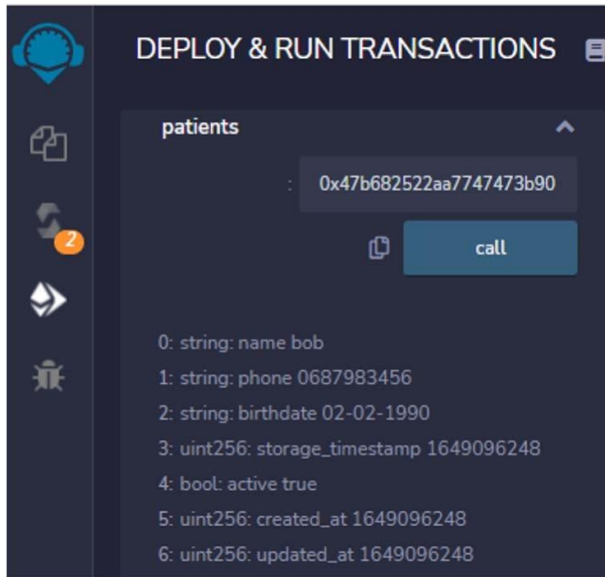 DEPLOY & RUN TRANSACTIONS
patients
: 0x47b682522aa7747473b90
call
2
0: string: name bob
1: string: phone 0687983456
2: string: birthdate 02-02-1990
3: uint256: storage_timestamp 1649096248
4: bool: active true
5: uint256: created_at 1649096248
6: uint256: updated_at 1649096248